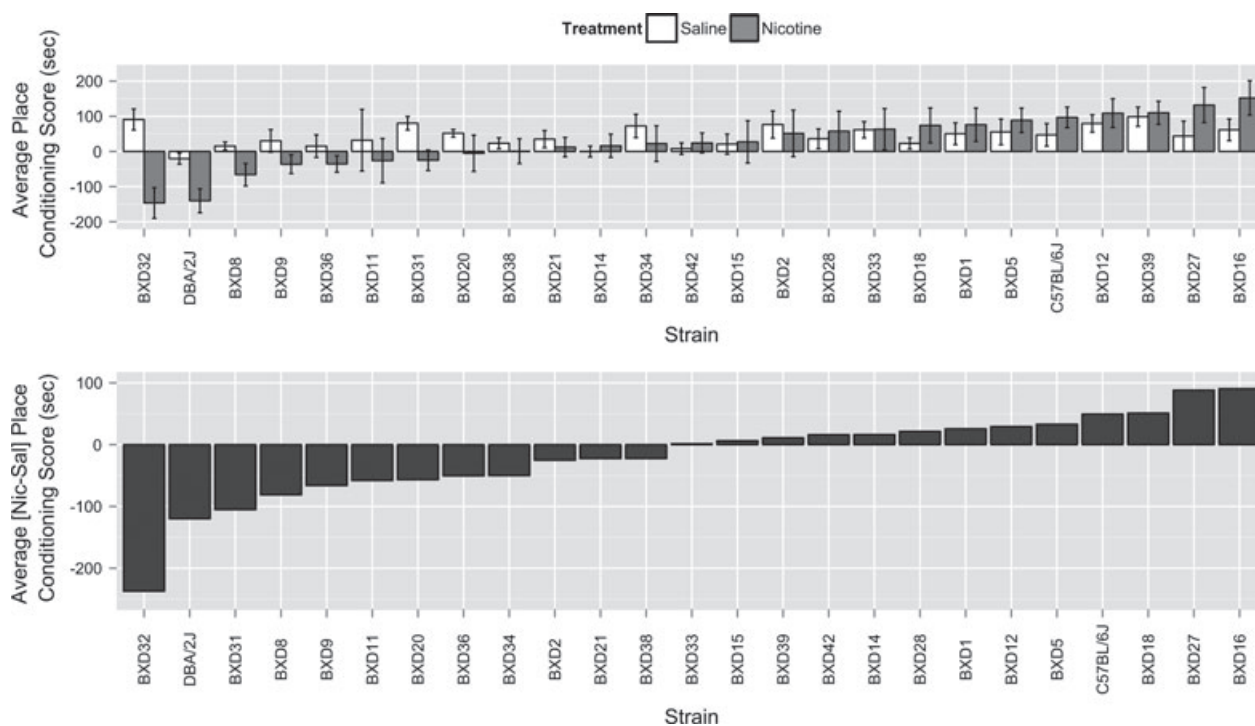 Treatment Saline Nicotine
Average Place
Conditioning Score (sec)
200
100
0
-100
-200
BXD32
DBA/2J
BXD8
BXD9
BXD36
BXD11
BXD31
BXD20
BXD38
BXD21
BXD14
BXD34
BXD42
BXD15
BXD2
BXD28
BXD33
BXD18
BXD1
BXD5
C57BL/6J
BXD12
BXD39
BXD27
BXD16
Strain
Average [Nic-Sal] Place
Conditioning Score (sec)
100
0
-100
-200
BXD32
DBA/2J
BXD31
BXD8
BXD9
BXD11
BXD20
BXD36
BXD34
BXD2
BXD21
BXD38
BXD33
BXD15
BXD39
BXD42
BXD14
BXD28
BXD1
BXD12
BXD5
C57BL/6J
BXD18
BXD27
BXD16
Strain